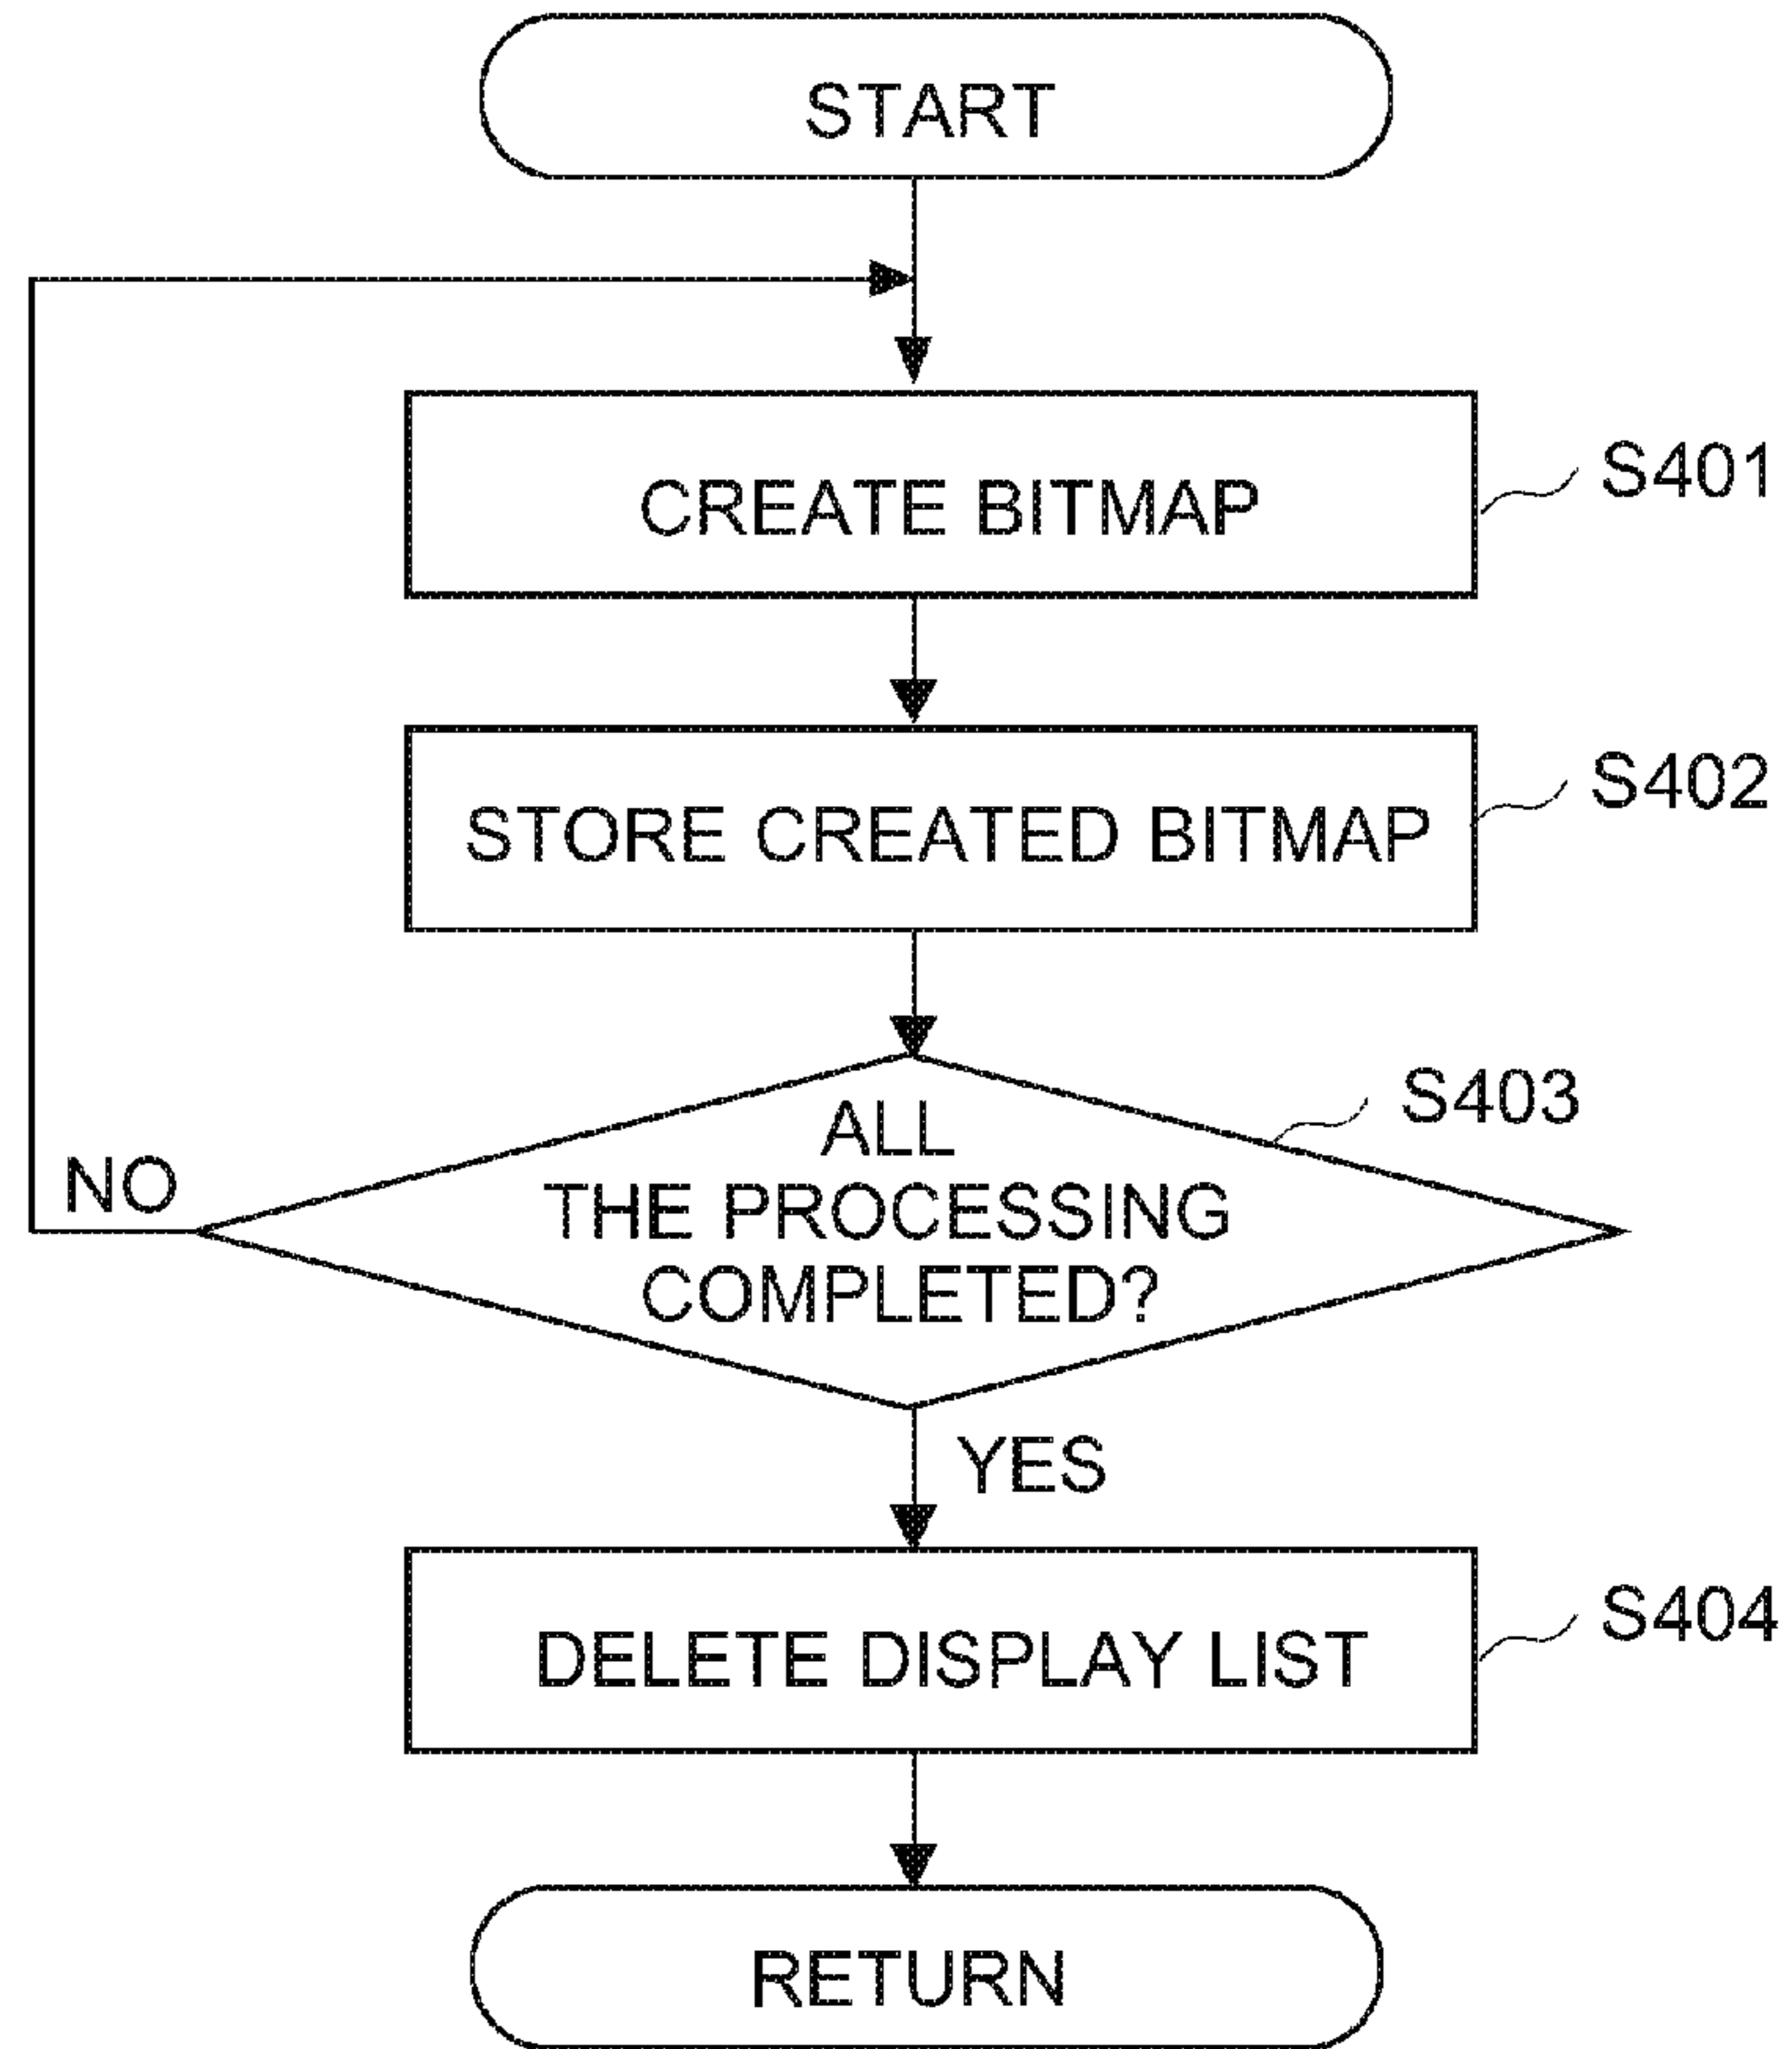 START
CREATE BITMAP
S401
STORE CREATED BITMAP
S402
S403
ALL
THE PROCESSING
COMPLETED?
NO
YES
DELETE DISPLAY LIST
S404
RETURN